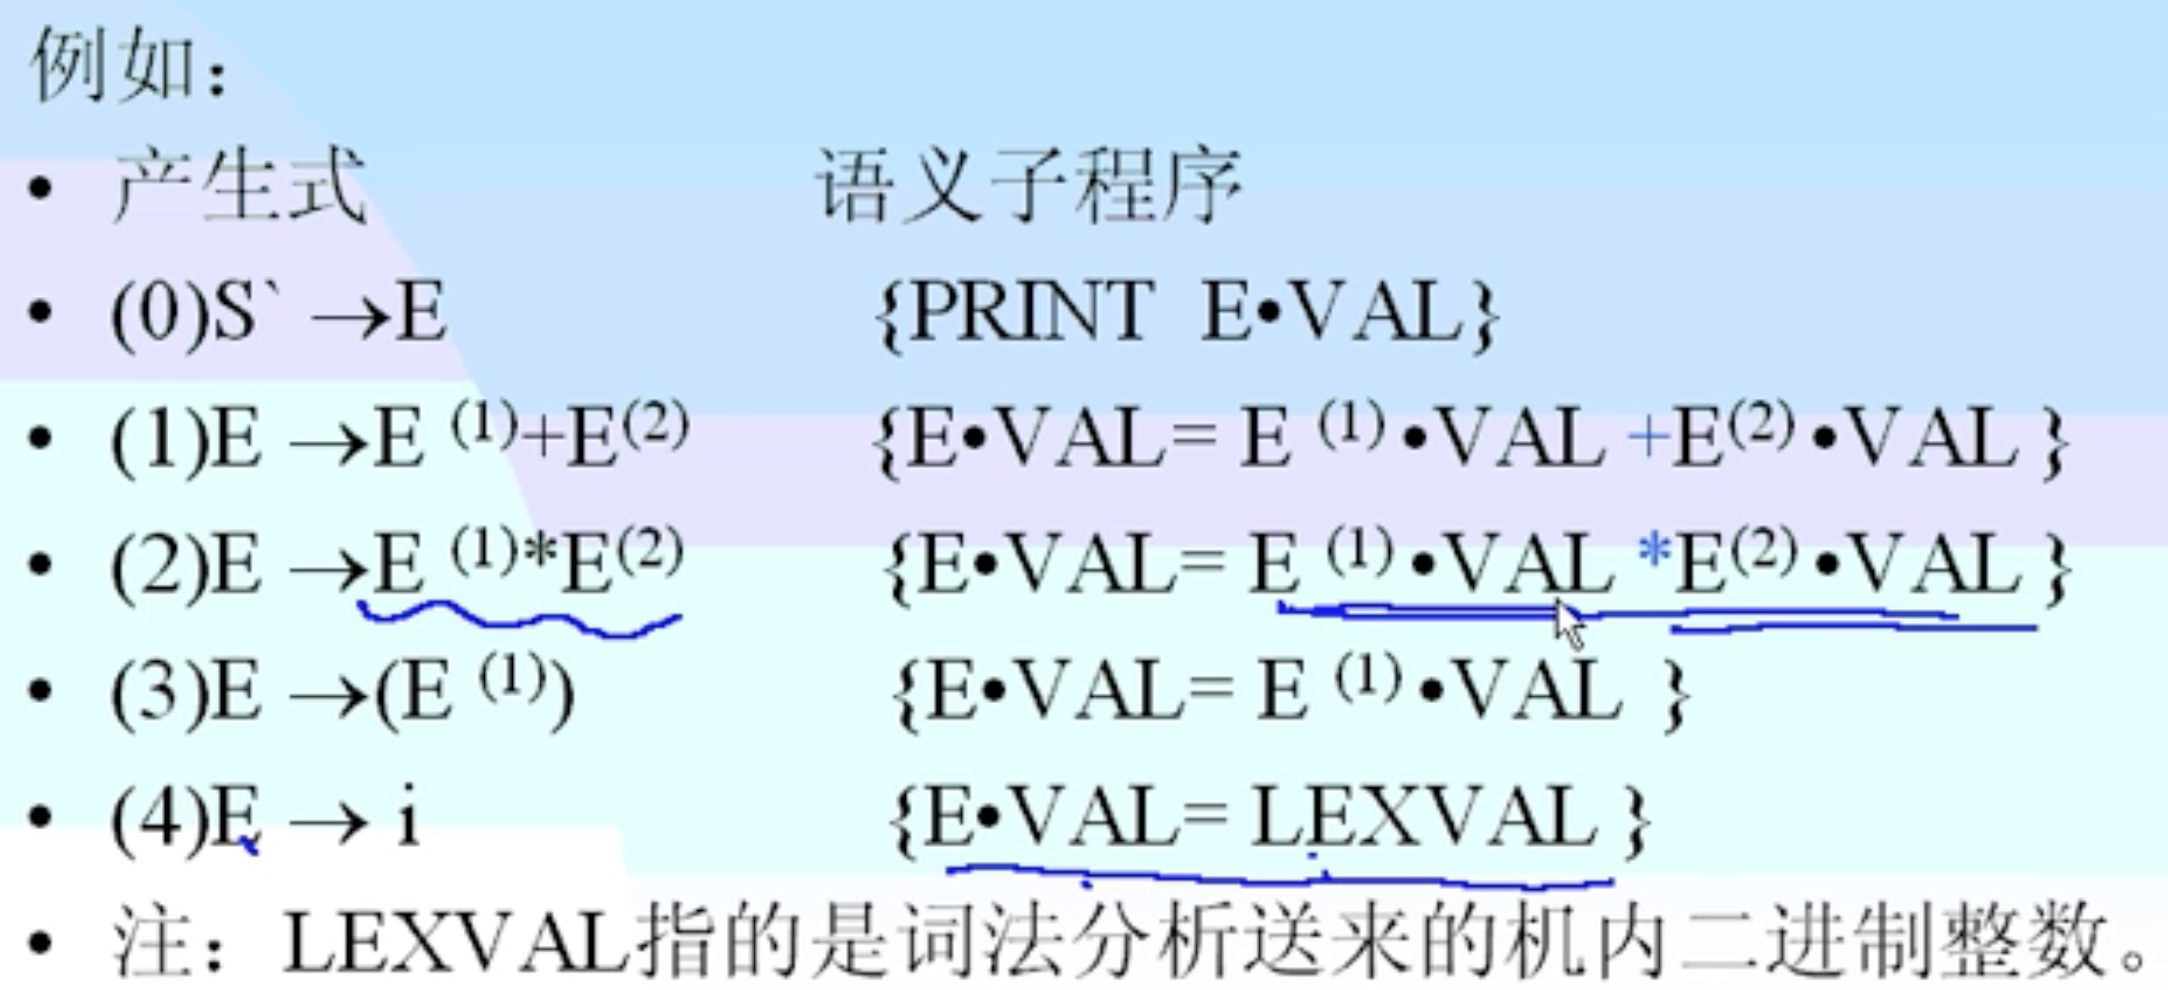 例如：
• 产生式 语义子程序
• (0)S` →E {PRINT E•VAL}
• (1)E →E (1)+E(2) {E•VAL= E (1) •VAL +E(2) •VAL }
• (2)E →E (1)*E(2) {E•VAL= E (1) •VAL *E(2) •VAL }
• (3)E →(E (1)) {E•VAL= E (1) •VAL }
• (4)E → i {E•VAL= LEXVAL }
• 注：LEXVAL指的是词法分析送来的机内二进制整数。